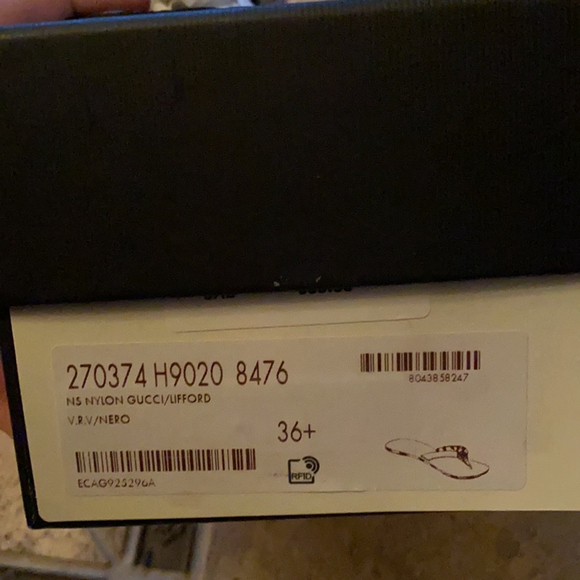 270374 H9020 8476
8043858247
NS NYLON GUCCI/LIFFORD
V.R.V/NERO
36+
RFID
ECAG925296A